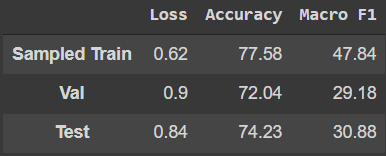 Loss Accuracy Macro F1
Sampled Train 0.62 77.58 47.84
Val 0.9 72.04 29.18
Test 0.84 74.23 30.88